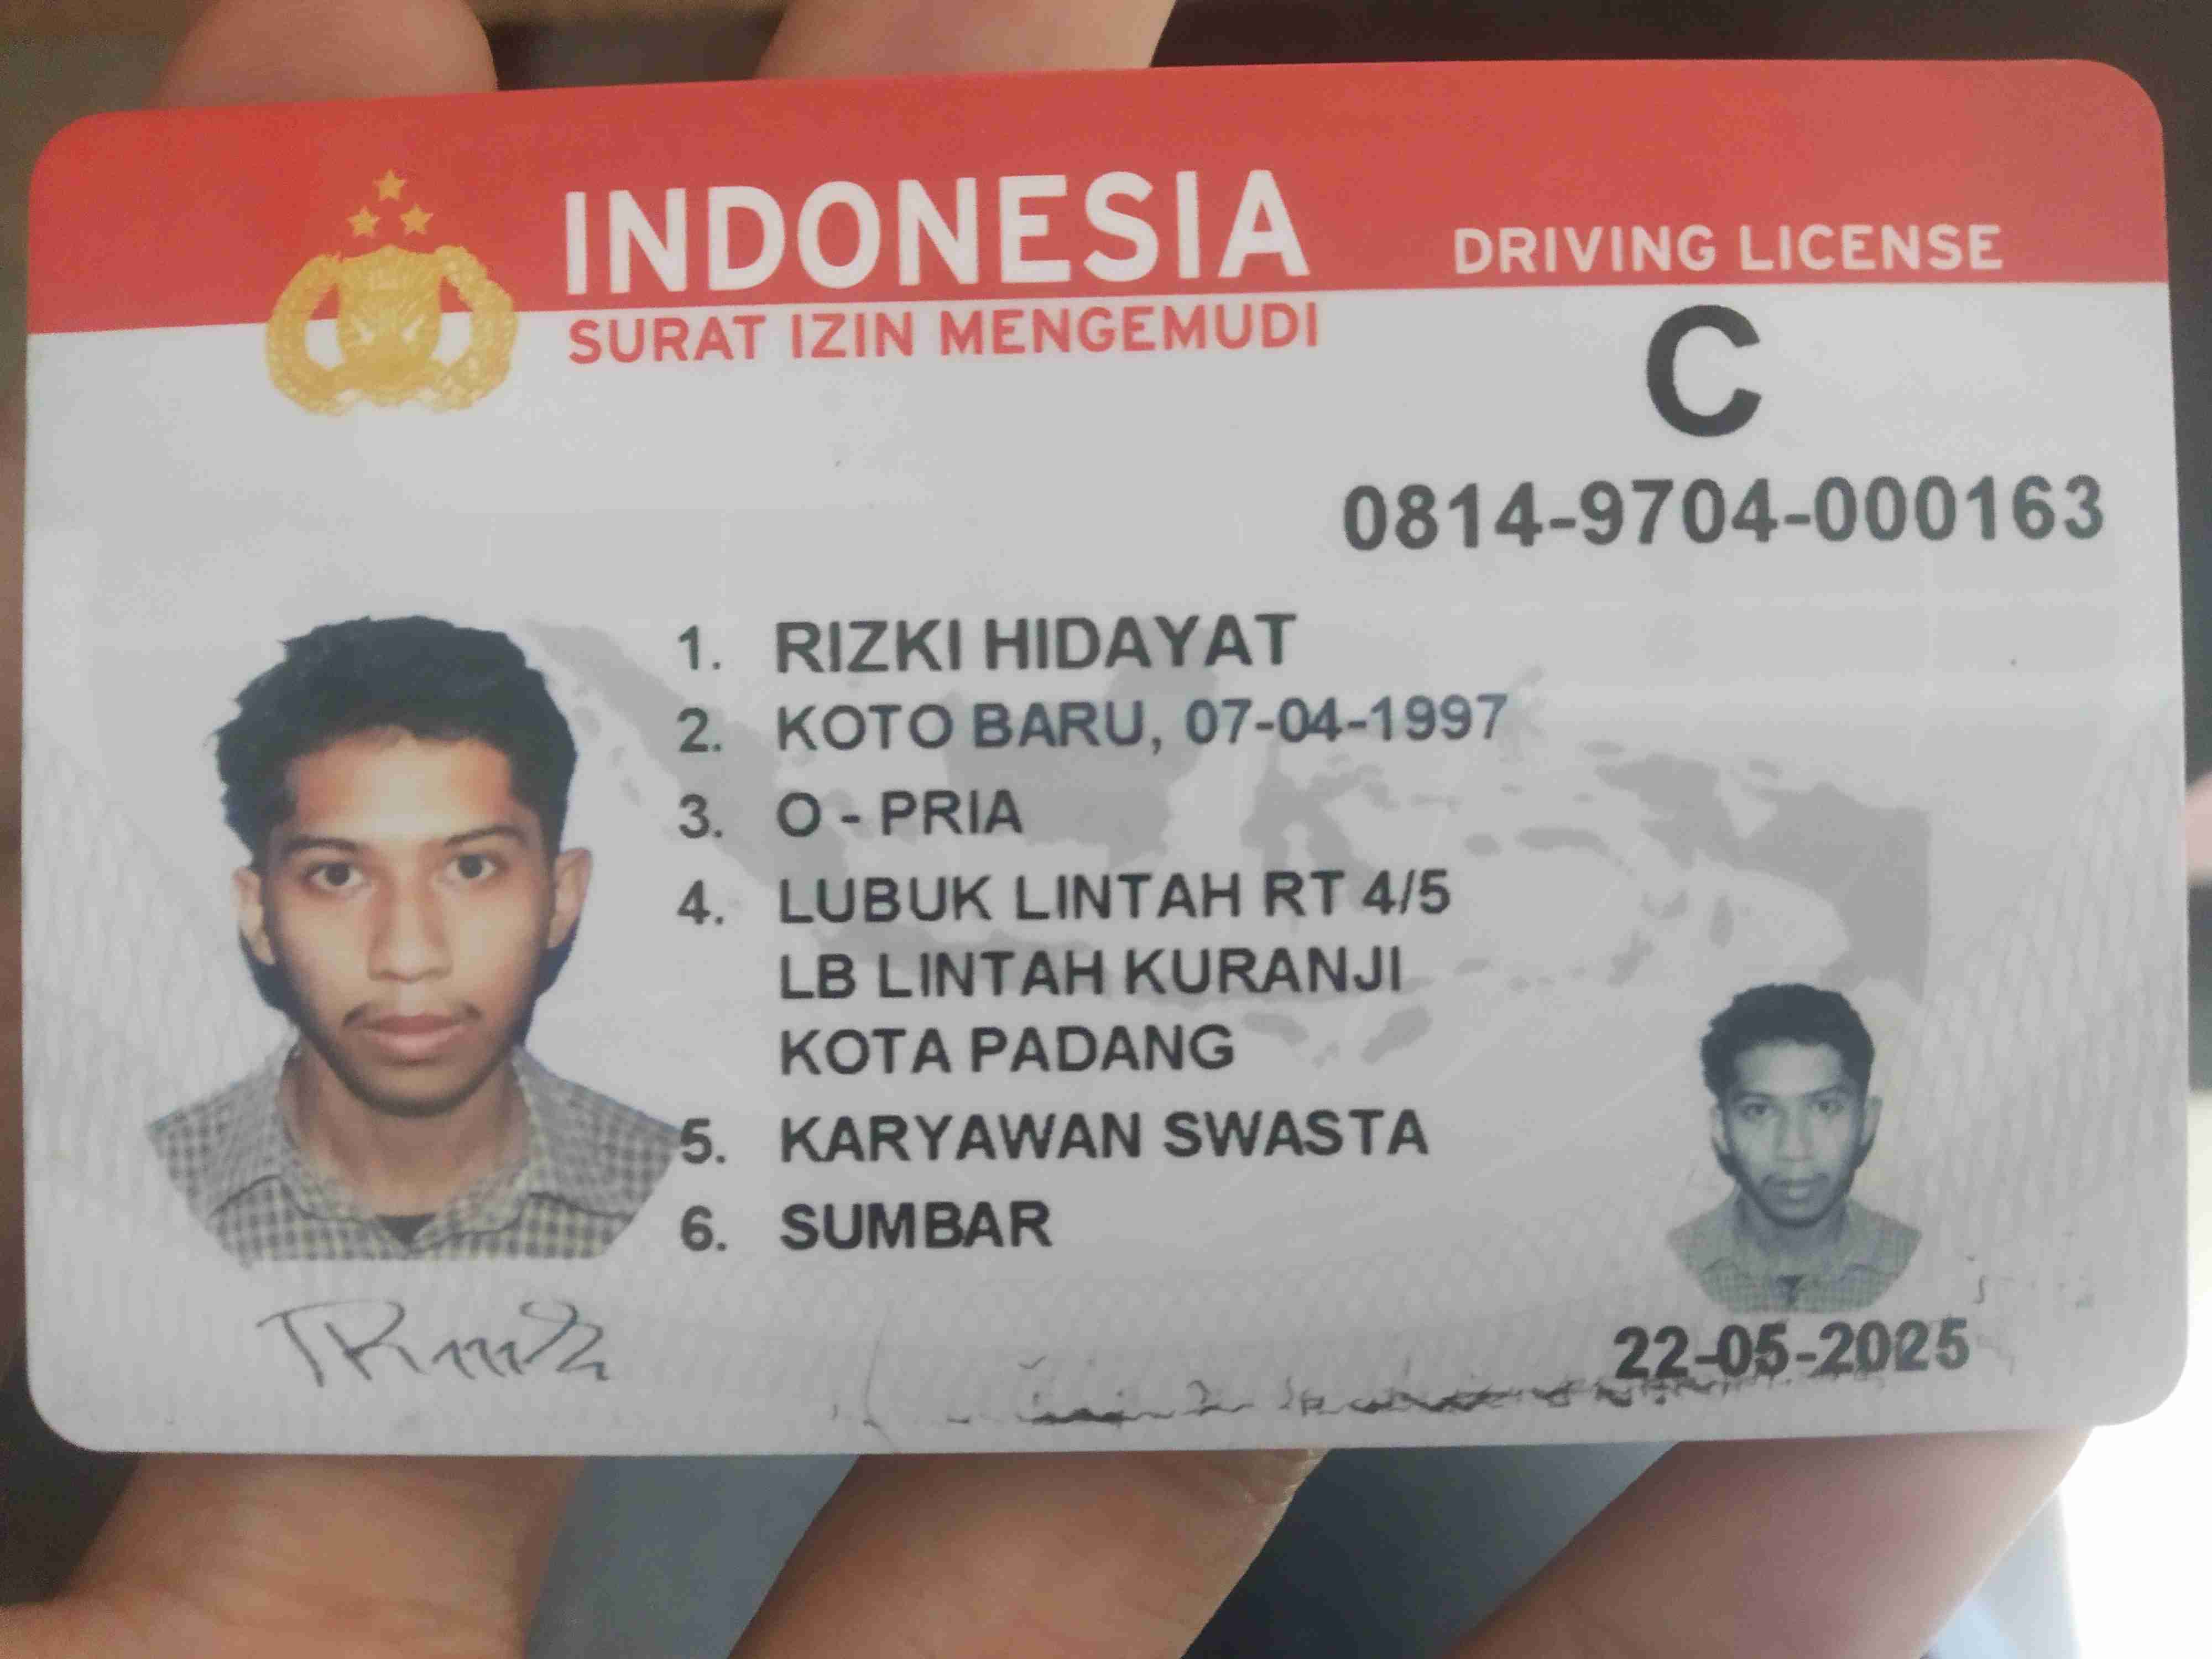 INDONESIA
SURAT IZIN MENGEMUDI
DRIVING LICENSE
C
0814-9704-000163
1. RIZKI HIDAYAT
2. KOTO BARU, 07-04-1997
3. O - PRIA
4. LUBUK LINTAH RT 4/5
LB LINTAH KURANJI
KOTA PADANG
5. KARYAWAN SWASTA
6. SUMBAR
22-05-2025